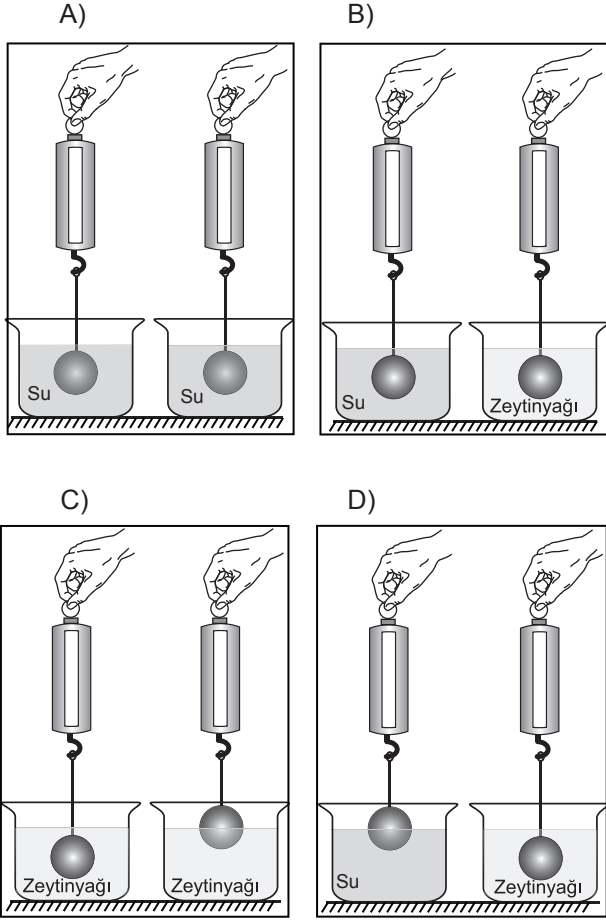 A)
B)
Su
Su
Su
Zeytinyağı
C)
D)
Zeytinyağı
Zeytinyağı
Su
Zeytinyağı